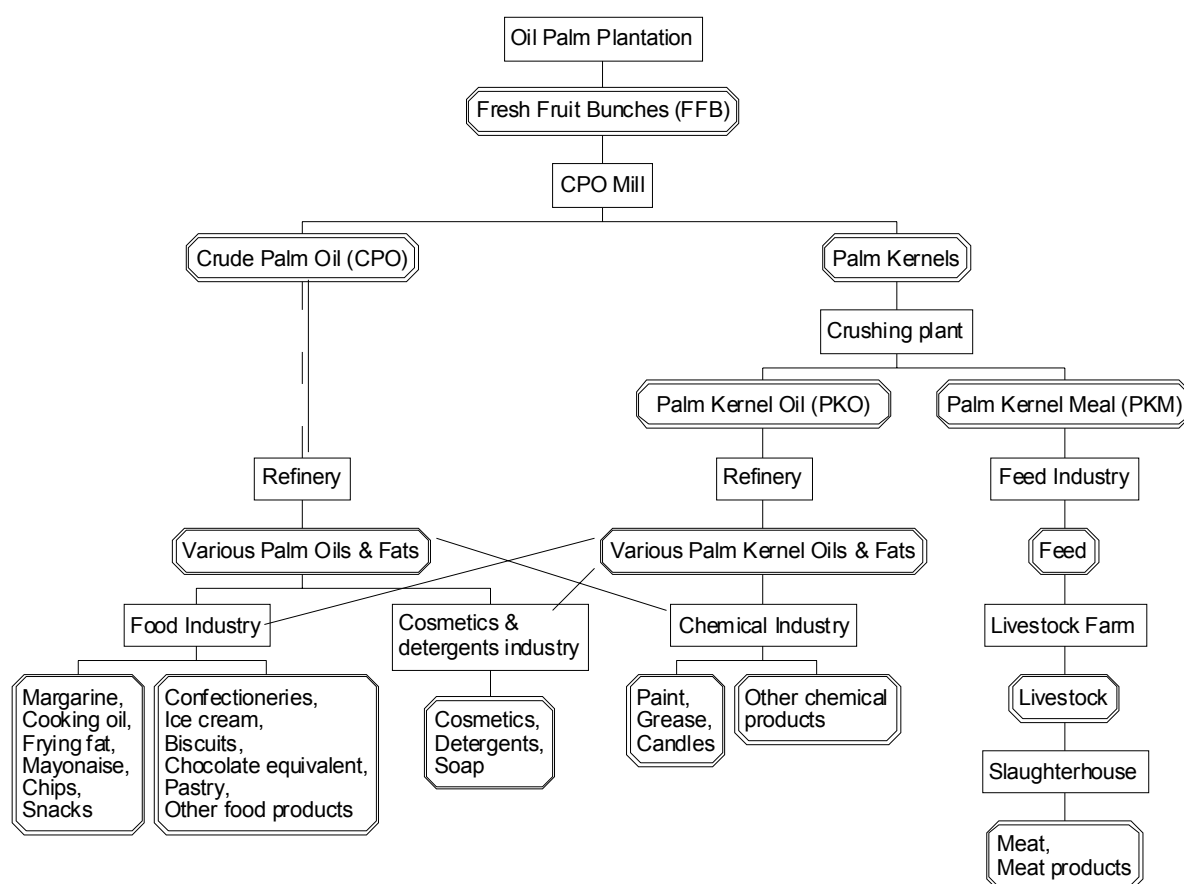 Oil Palm Plantation
Fresh Fruit Bunches (FFB)
CPO Mill
Crude Palm Oil (CPO)
Palm Kernels
Crushing plant
Palm Kernel Oil (PKO)
Palm Kernel Meal (PKM)
Refinery
Refinery
Feed Industry
Various Palm Oils & Fats
Various Palm Kernel Oils & Fats
Feed
Food Industry
Cosmetics &
detergents industry
Chemical Industry
Livestock Farm
Margarine,
Cooking oil,
Frying fat,
Mayonaise,
Chips,
Snacks
Confectioneries,
Ice cream,
Biscuits,
Chocolate equivalent,
Pastry,
Other food products
Cosmetics,
Detergents,
Soap
Paint,
Grease,
Candles
Other chemical
products
Livestock
Slaughterhouse
Meat,
Meat products